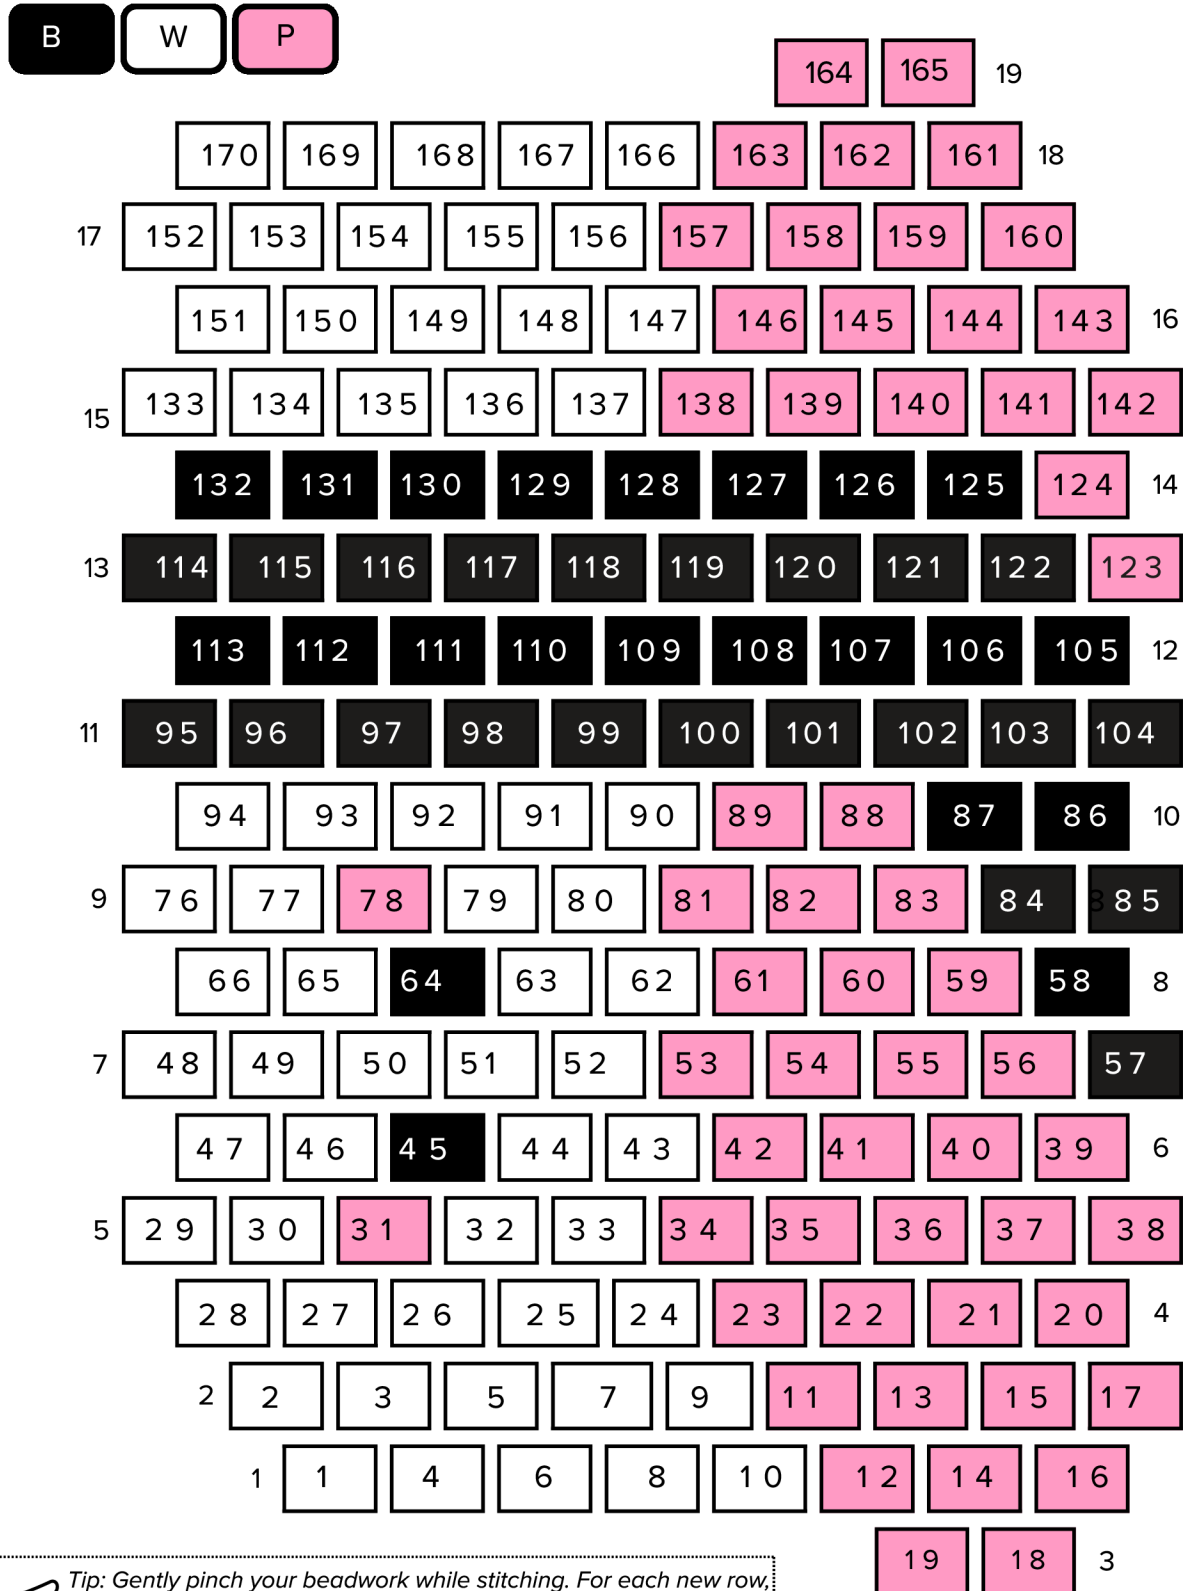 B W P
164 165 19
170 169 168 167 166 163 162 161 18
17 152 153 154 155 156 157 158 159 160
151 150 149 148 147 146 145 144 143 16
15 133 134 135 136 137 138 139 140 141 142
132 131 130 129 128 127 126 125 124 14
13 114 115 116 117 118 119 120 121 122 123
113 112 111 110 109 108 107 106 105 12
11 95 96 97 98 99 100 101 102 103 104
94 93 92 91 90 89 88 87 86 10
9 76 77 78 79 80 81 82 83 84 885
66 65 64 63 62 61 60 59 58 8
7 48 49 50 51 52 53 54 55 56 57
47 46 45 44 43 42 41 40 39 6
5 29 30 31 32 33 34 35 36 37 38
28 27 26 25 24 23 22 21 20 4
2 2 3 5 7 9 11 13 15 17
1 1 4 6 8 10 12 14 16
19 18 3
Tip: Gently pinch your beadwork while stitching. For each new row,